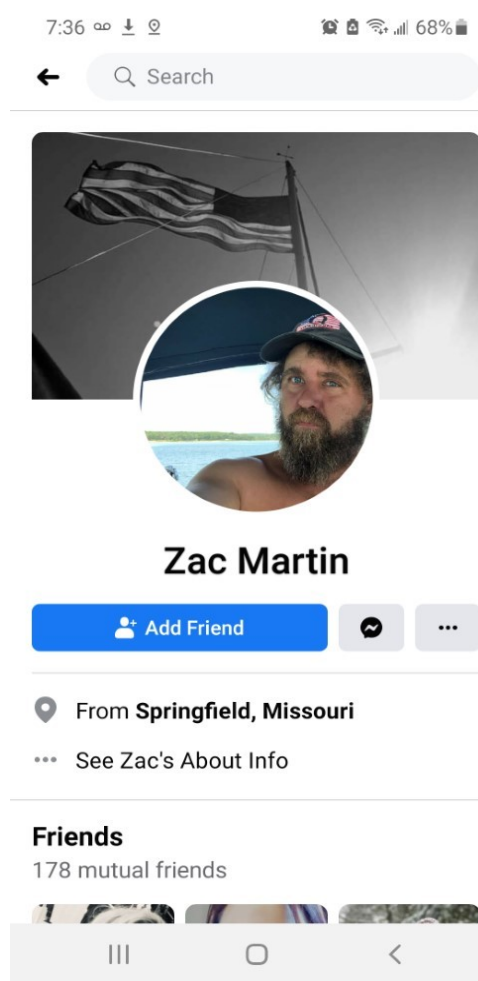 7:36
68%
Search
Zac Martin
Add Friend
From Springfield, Missouri
See Zac's About Info
Friends
178 mutual friends